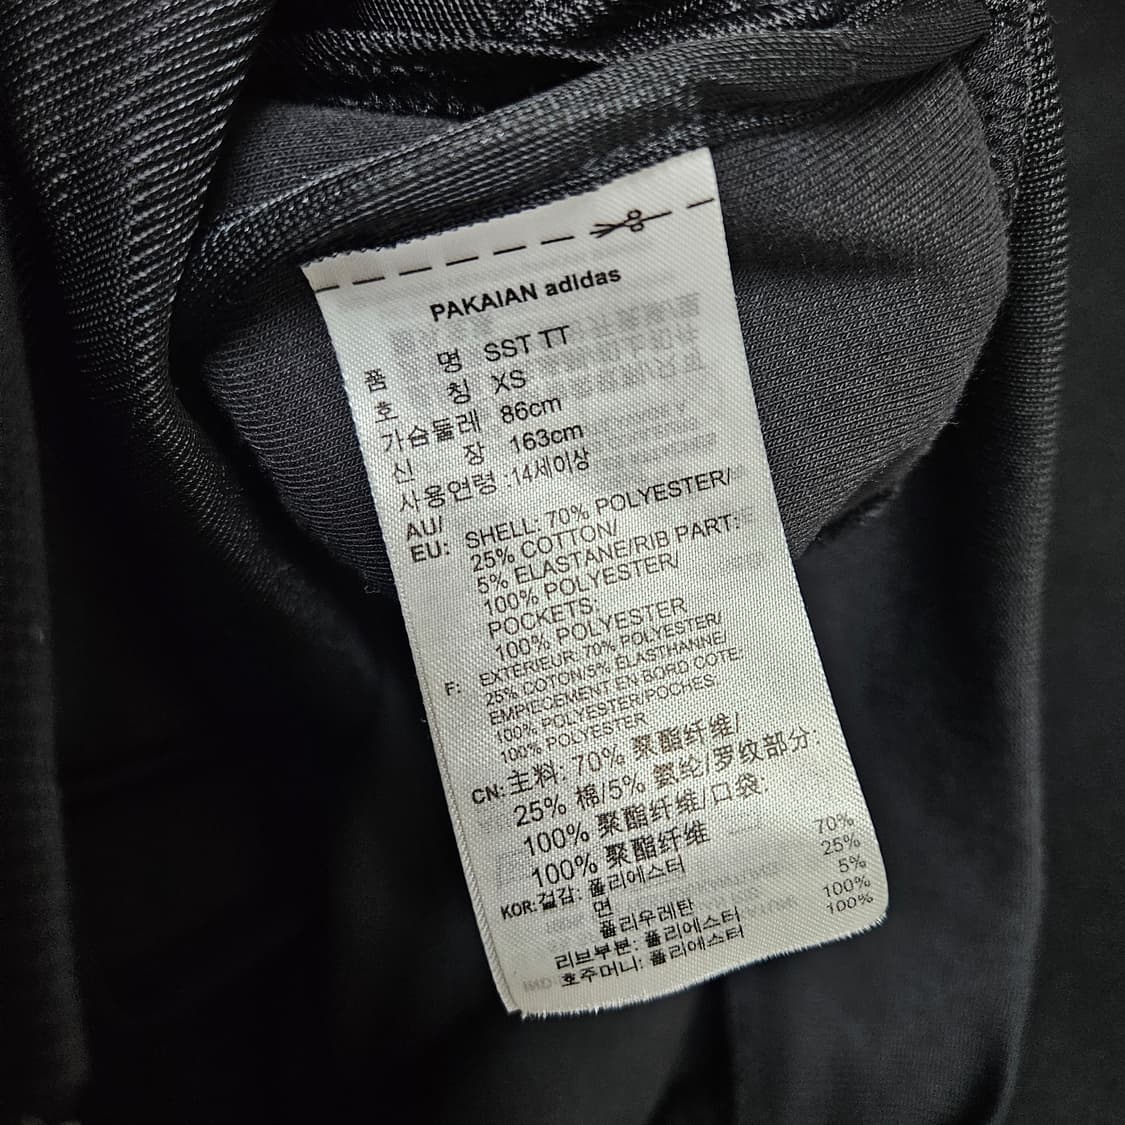 PAKAIAN adidas
품 명 SST TT
호 칭 XS
가슴둘레 86cm
신 장 163cm
사용연령 :14세이상
AU/
EU: SHELL: 70% POLYESTER/
25% COTTON/
5% ELASTANE/RIB PART:
100% POLYESTER/
POCKETS:
100% POLYESTER
F: EXTERIEUR: 70% POLYESTER/
25% COTON/5% ELASTHANNE/
EMPIECEMENT EN BORD COTE:
100% POLYESTER/POCHES:
100% POLYESTER
CN: 主料: 70% 聚酯纤维/
25% 棉/5% 氨纶/罗纹部分:
100% 聚酯纤维/口袋:
100% 聚酯纤维
KOR: 겉감: 폴리에스터 70%
면 25%
폴리우레탄 5%
리브부분: 폴리에스터 100%
호주머니: 폴리에스터 100%